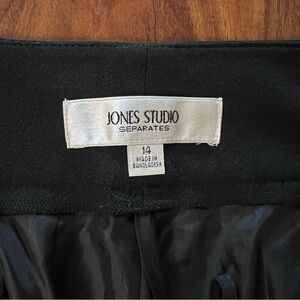 JONES STUDIO
SEPARATES
14
MADE IN
BANGLADESH